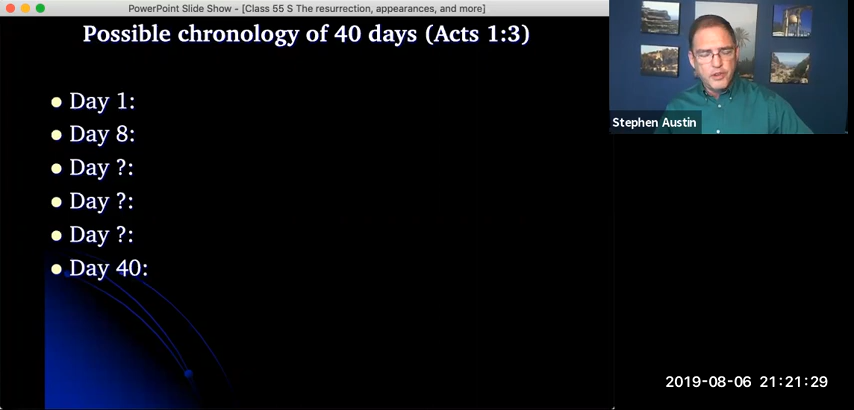 PowerPoint Slide Show - [Class 55 S The resurrection, appearances, and more]
Possible chronology of 40 days (Acts 1:3)
Day 1:
Day 8:
Day ?:
Day ?:
Day ?:
Day 40:
Stephen Austin
2019-08-06 21:21:29